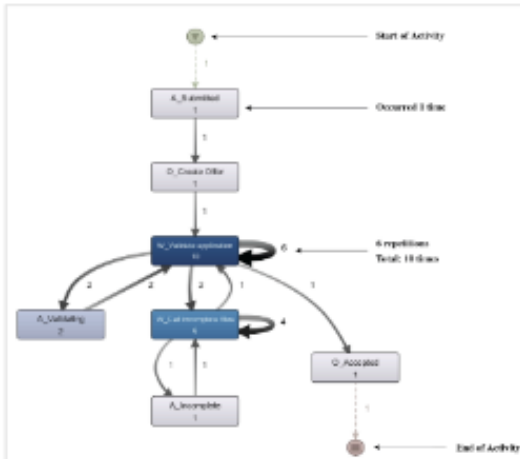 Start of Activity
1
A_Submitted
1
Occurred 1 time
1
O_Create Offer
1
1
W_Validate application
6
6 repetitions
Total: 10 times
2
2
2
1
1
A_Validating
2
W_Call incomplete files
6
4
O_Accepted
1
1
1
A_Incomplete
1
1
End of Activity